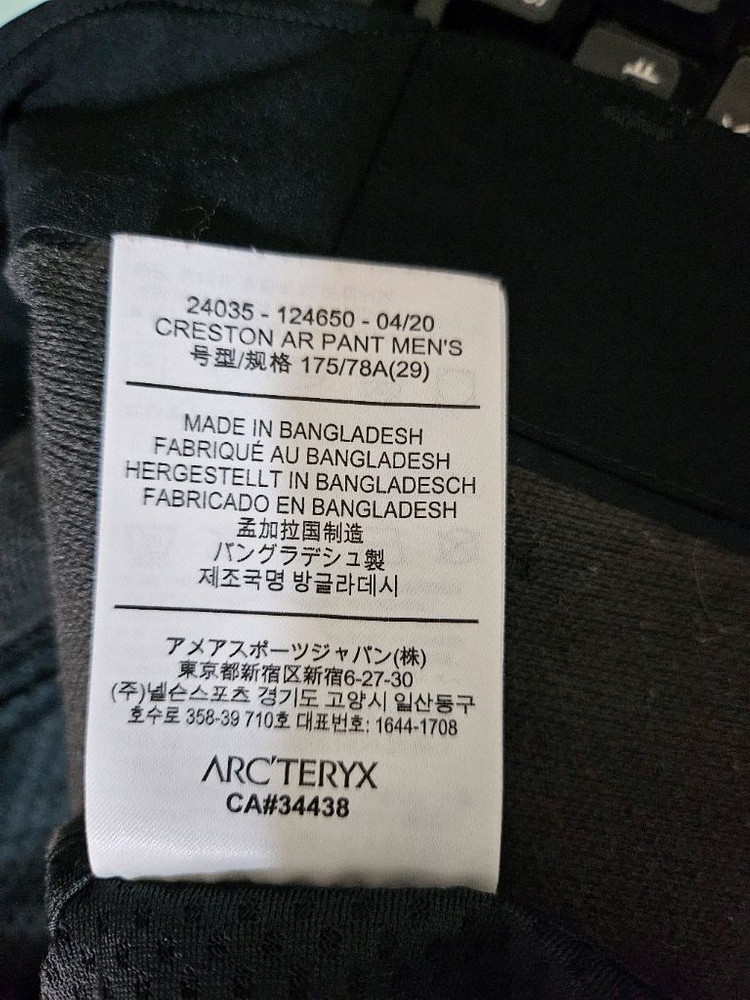 24035 - 124650 - 04/20
CRESTON AR PANT MEN'S
号型/规格 175/78A(29)
MADE IN BANGLADESH
FABRIQUÉ AU BANGLADESH
HERGESTELLT IN BANGLADESCH
FABRICADO EN BANGLADESH
孟加拉国制造
バングラデシュ製
제조국명 방글라데시
アメアスポーツジャパン(株)
東京都新宿区新宿6-27-30
(주)넬슨스포츠 경기도 고양시 일산동구
호수로 358-39 710호 대표번호: 1644-1708
ARC'TERYX
CA#34438